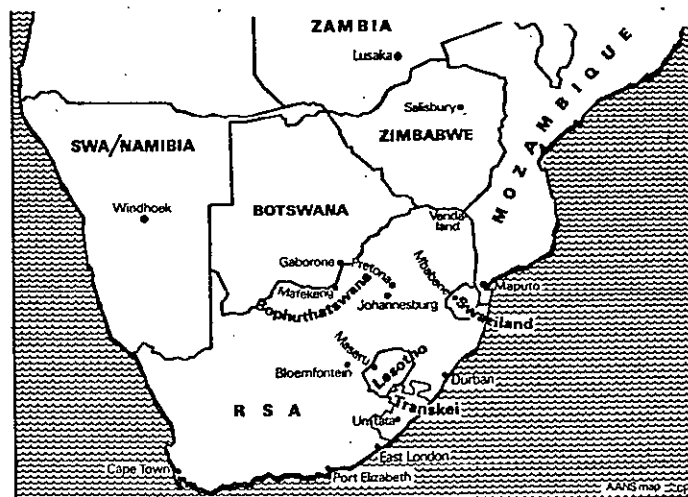 ZAMBIA
Lusaka
MOZAMBIQUE
Salisbury
ZIMBABWE
SWA/NAMIBIA
Windhoek
BOTSWANA
Venda
land
Gaborone
Pretoria
Mafekeng
Bophuthatswana
Johannesburg
Mbabane
Maputo
Swaziland
Maseru
Lesotho
Bloemfontein
Durban
Transkei
R S A
Umtata
East London
Cape Town
Port Elizabeth
AANS map